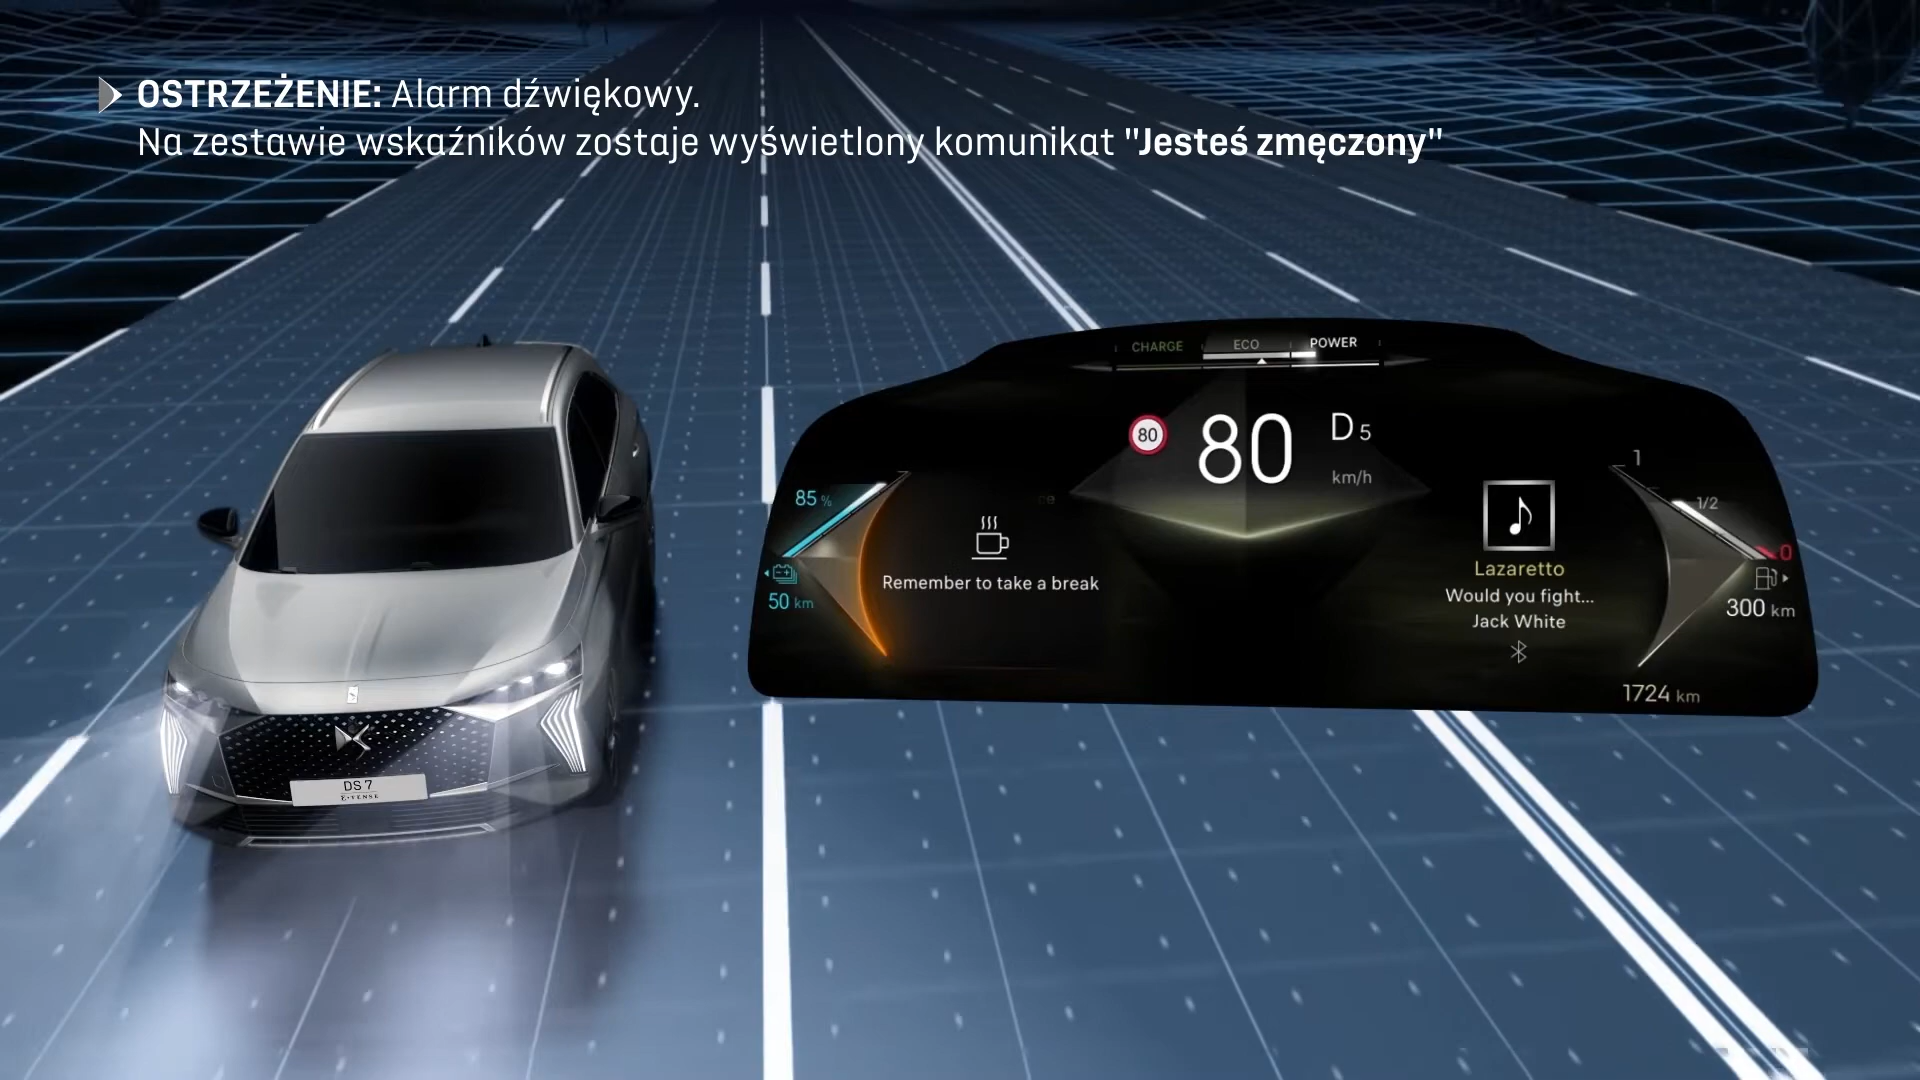 OSTRZEŻENIE: Alarm dźwiękowy.
Na zestawie wskaźników zostaje wyświetlony komunikat "Jesteś zmęczony"
CHARGE ECO POWER
80 80 D 5
km/h
85 %
50 km
Remember to take a break
Lazaretto
Would you fight...
Jack White
1
1/2
0
300 km
1724 km
DS 7
E-TENSE